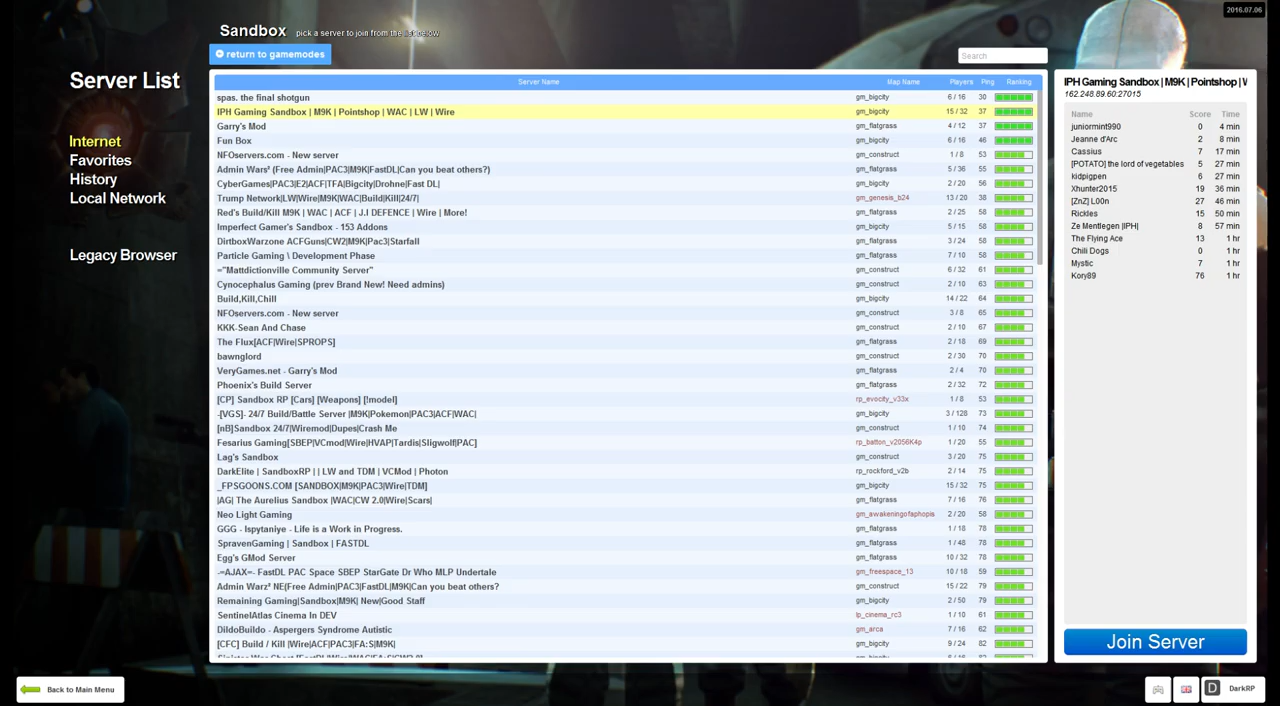 2016.07.06
Sandbox pick a server to join from the list below
return to gamemodes
Search
Server List
Internet
Favorites
History
Local Network
Legacy Browser
Server Name Map Name Players Ping Ranking
spas. the final shotgun gm_bigcity 6 / 16 30
IPH Gaming Sandbox | M9K | Pointshop | WAC | LW | Wire gm_bigcity 15 / 32 37
Garry's Mod gm_flatgrass 4 / 12 37
Fun Box gm_bigcity 6 / 16 46
NFOservers.com - New server gm_construct 1 / 8 53
Admin Wars² (Free Admin|PAC3|M9K|FastDL|Can you beat others?) gm_flatgrass 5 / 36 55
CyberGames|PAC3|E2|ACF|TFA|Bigcity|Drohne|Fast DL| gm_bigcity 2 / 20 56
Trump Network|LW|Wire|M9K|WAC|Build|Kill|24/7| gm_genesis_b24 13 / 20 38
Red's Build/Kill M9K | WAC | ACF | J.I DEFENCE | Wire | More! gm_flatgrass 2 / 25 58
Imperfect Gamer's Sandbox - 153 Addons gm_bigcity 5 / 15 58
DirtboxWarzone ACFGuns|CW2|M9K|Pac3|Starfall gm_flatgrass 3 / 24 58
Particle Gaming \ Development Phase gm_flatgrass 7 / 10 58
="Mattdictionville Community Server" gm_construct 6 / 32 61
Cynocephalus Gaming (prev Brand New! Need admins) gm_construct 2 / 10 63
Build,Kill,Chill gm_bigcity 14 / 22 64
NFOservers.com - New server gm_construct 3 / 8 65
KKK-Sean And Chase gm_construct 2 / 10 67
The Flux[ACF|Wire|SPROPS] gm_flatgrass 2 / 18 69
bawnglord gm_construct 2 / 30 70
VeryGames.net - Garry's Mod gm_flatgrass 2 / 4 70
Phoenix's Build Server gm_flatgrass 2 / 32 72
[CP] Sandbox RP [Cars] [Weapons] [!model] rp_evocity_v33x 1 / 8 53
-[VGS]- 24/7 Build/Battle Server |M9K|Pokemon|PAC3|ACF|WAC| gm_bigcity 3 / 128 73
[nB]Sandbox 24/7|Wiremod|Dupes|Crash Me gm_construct 1 / 10 74
Fesarius Gaming[SBEP|VCmod|Wire|HVAP|Tardis|Sligwolf|PAC] rp_batton_v2056K4p 1 / 20 55
Lag's Sandbox gm_construct 3 / 20 75
DarkElite | SandboxRP | | LW and TDM | VCMod | Photon rp_rockford_v2b 2 / 14 75
_FPSGOONS.COM [SANDBOX|M9K|PAC3|Wire|TDM] gm_bigcity 15 / 32 75
|AG| The Aurelius Sandbox |WAC|CW 2.0|Wire|Scars| gm_flatgrass 7 / 16 76
Neo Light Gaming gm_awakeningofaphopis 2 / 20 58
GGG - Ispytaniye - Life is a Work in Progress. gm_flatgrass 1 / 18 78
SpravenGaming | Sandbox | FASTDL gm_flatgrass 1 / 48 78
Egg's GMod Server gm_flatgrass 10 / 32 78
-=AJAX=- FastDL PAC Space SBEP StarGate Dr Who MLP Undertale gm_freespace_13 10 / 18 59
Admin Warz² NE(Free Admin|PAC3|FastDL|M9K|Can you beat others? gm_construct 15 / 22 79
Remaining Gaming|Sandbox|M9K| New|Good Staff gm_bigcity 2 / 50 79
SentinelAtlas Cinema In DEV lp_cinema_rc3 1 / 10 61
DildoBuildo - Aspergers Syndrome Autistic gm_arca 7 / 16 62
[CFC] Build / Kill |Wire|ACF|PAC3|FA:S|M9K| gm_bigcity 9 / 24 82
IPH Gaming Sandbox | M9K | Pointshop |
162.248.89.60:27015
Name Score Time
juniormint990 0 4 min
Jeanne d'Arc 2 8 min
Cassius 7 17 min
[POTATO] the lord of vegetables 5 27 min
kidpigpen 6 27 min
Xhunter2015 19 36 min
[ZnZ] L00n 27 46 min
Rickles 15 50 min
Ze Mentlegen |IPH| 8 57 min
The Flying Ace 13 1 hr
Chili Dogs 0 1 hr
Mystic 7 1 hr
Kory89 76 1 hr
Join Server
Back to Main Menu
D DarkRP